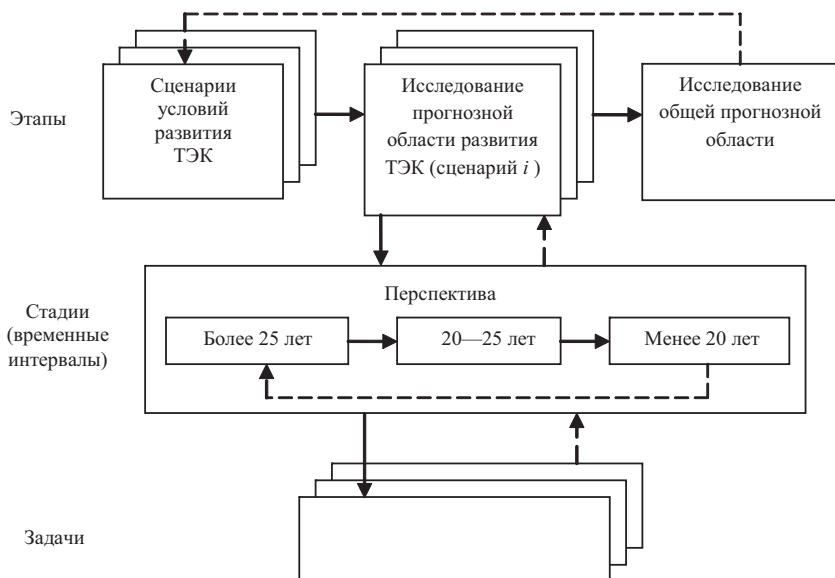 Этапы
Сценарии
условий
развития
ТЭК
Исследование
прогнозной
области развития
ТЭК (сценарий i )
Исследование
общей прогнозной
области
Стадии
(временные
интервалы)
Перспектива
Более 25 лет
20—25 лет
Менее 20 лет
Задачи